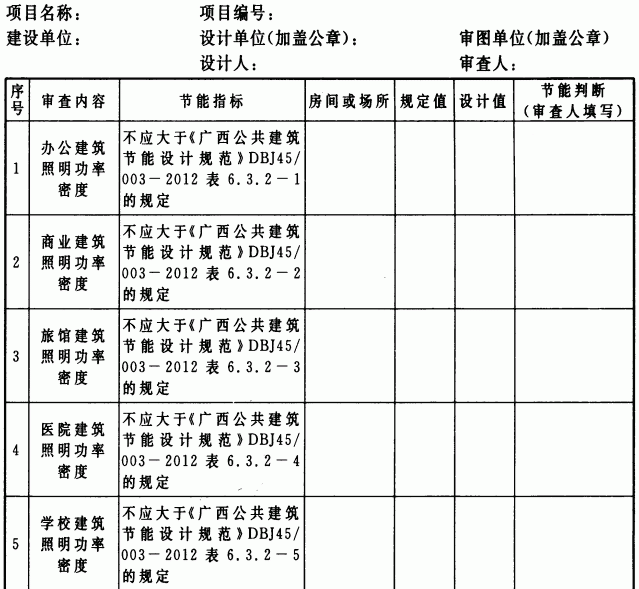 项目名称： 项目编号：
建设单位： 设计单位(加盖公章)： 审图单位(加盖公章)
设计人： 审查人：
序号 审查内容 节能指标 房间或场所 规定值 设计值 节能判断(审查人填写)
1 办公建筑照明功率密度 不应大于《广西公共建筑节能设计规范》DBJ45/003－2012 表 6.3.2－1的规定
2 商业建筑照明功率密度 不应大于《广西公共建筑节能设计规范》DBJ45/003－2012 表 6.3.2－2的规定
3 旅馆建筑照明功率密度 不应大于《广西公共建筑节能设计规范》DBJ45/003－2012 表 6.3.2－3的规定
4 医院建筑照明功率密度 不应大于《广西公共建筑节能设计规范》DBJ45/003－2012 表 6.3.2－4的规定
5 学校建筑照明功率密度 不应大于《广西公共建筑节能设计规范》DBJ45/003－2012 表 6.3.2－5的规定